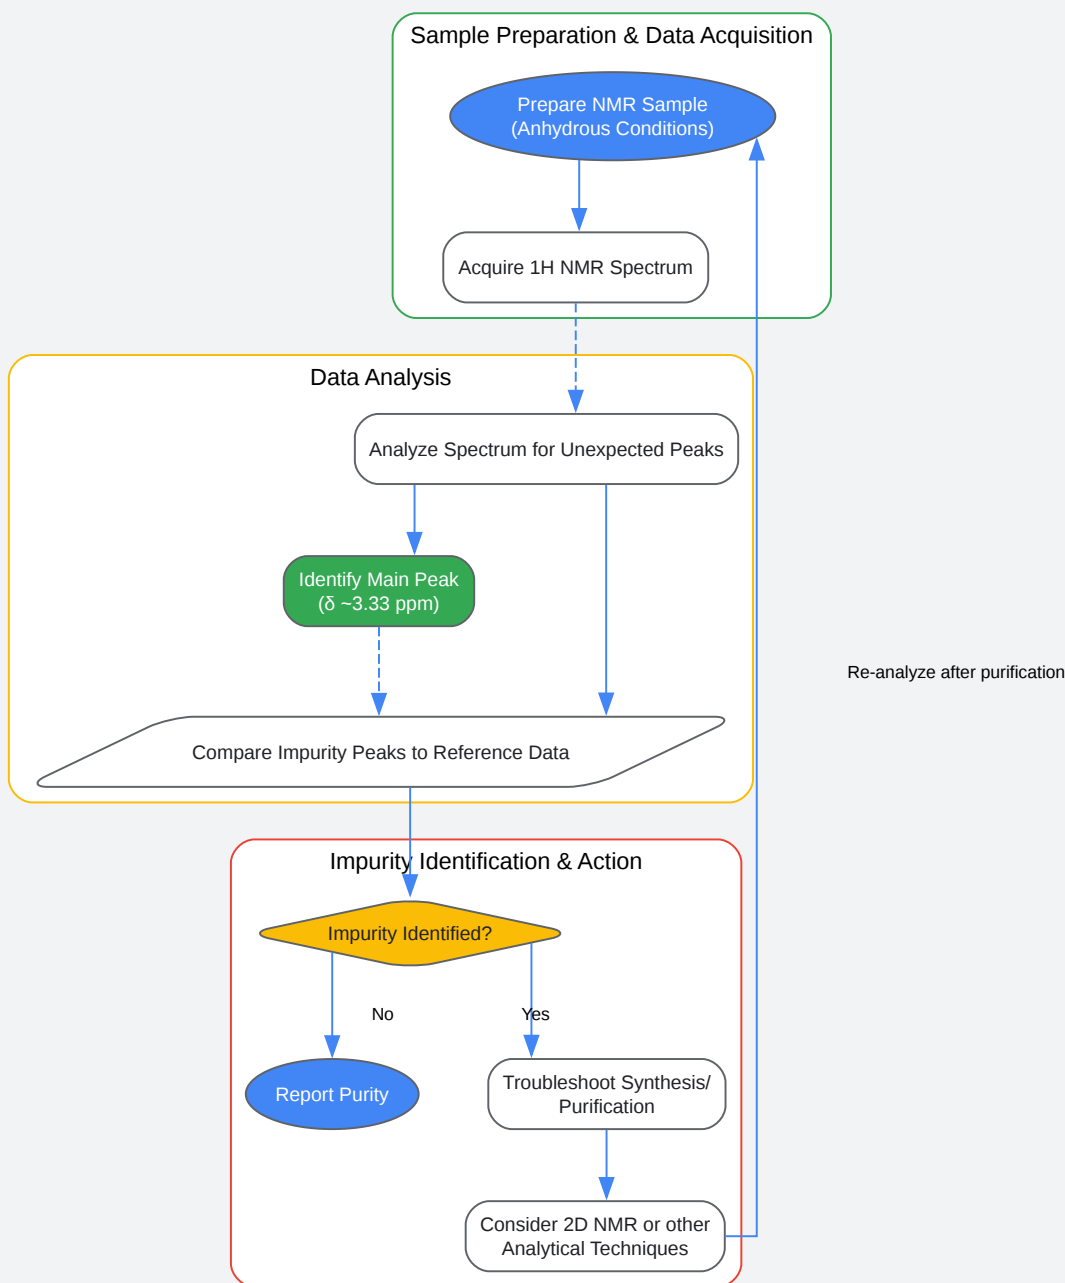 Sample Preparation & Data Acquisition
Prepare NMR Sample
(Anhydrous Conditions)
Acquire 1H NMR Spectrum
Data Analysis
Analyze Spectrum for Unexpected Peaks
Identify Main Peak
(δ ~3.33 ppm)
Re-analyze after purification
Compare Impurity Peaks to Reference Data
Impurity Identification & Action
Impurity Identified?
No
Yes
Report Purity
Troubleshoot Synthesis/
Purification
Consider 2D NMR or other
Analytical Techniques